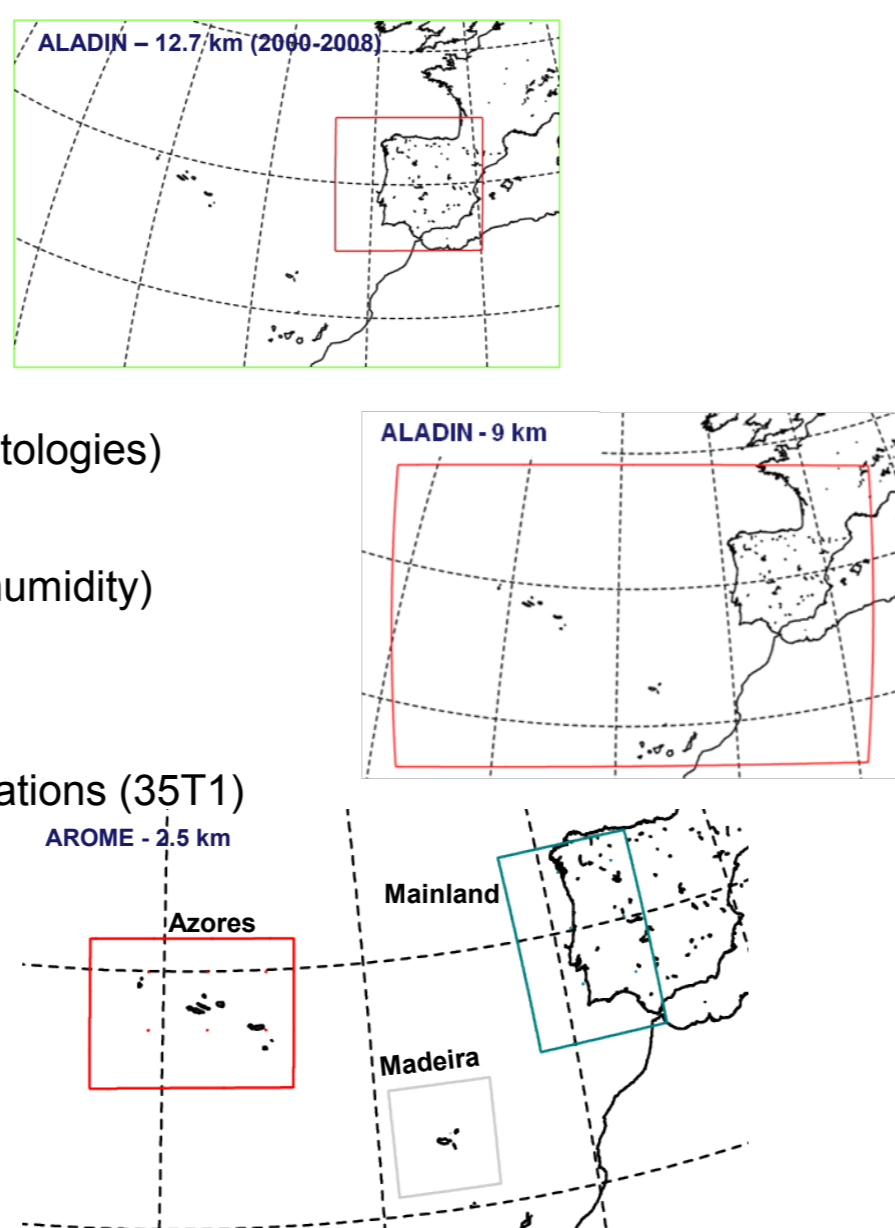 ALADIN – 12.7 km (2000-2008)
tologies)
ALADIN - 9 km
humidity)
ations (35T1)
AROME - 2.5 km
Mainland
Azores
Madeira